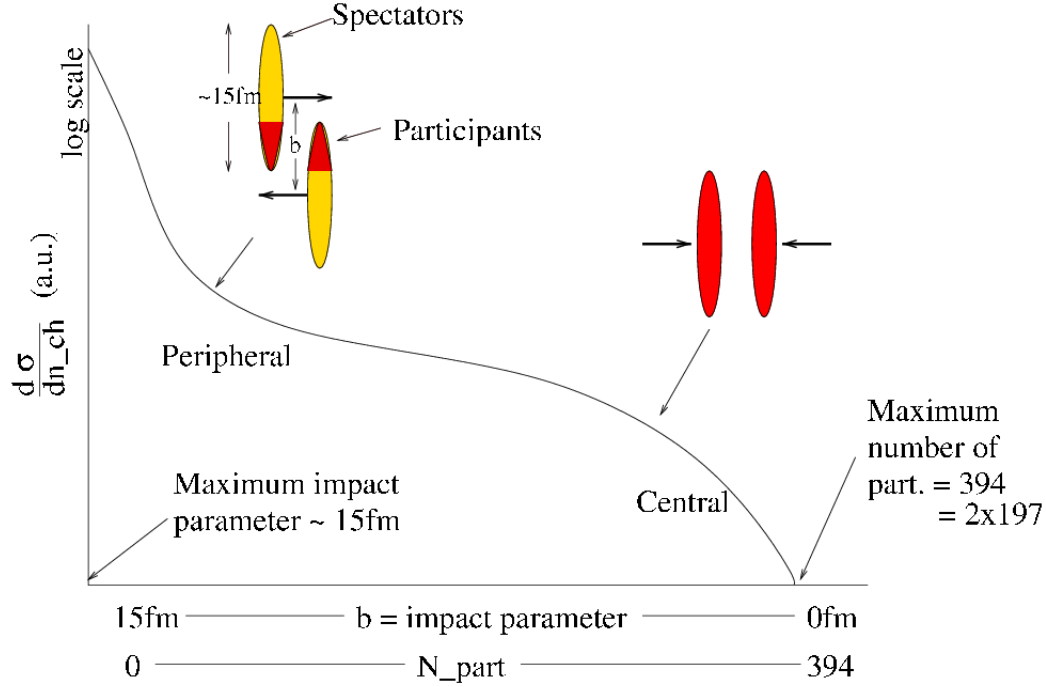 Spectators
~15fm
b
Participants
log scale
(a.u.)
d σ
dn_ch
Peripheral
Maximum impact
parameter ~ 15fm
Central
Maximum
number of
part. = 394
= 2x197
15fm b = impact parameter 0fm
0 N_part 394